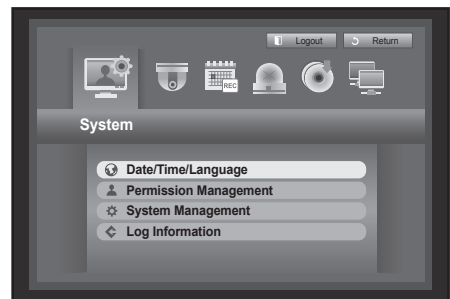 Logout Return
REC
System
Date/Time/Language
Permission Management
System Management
Log Information